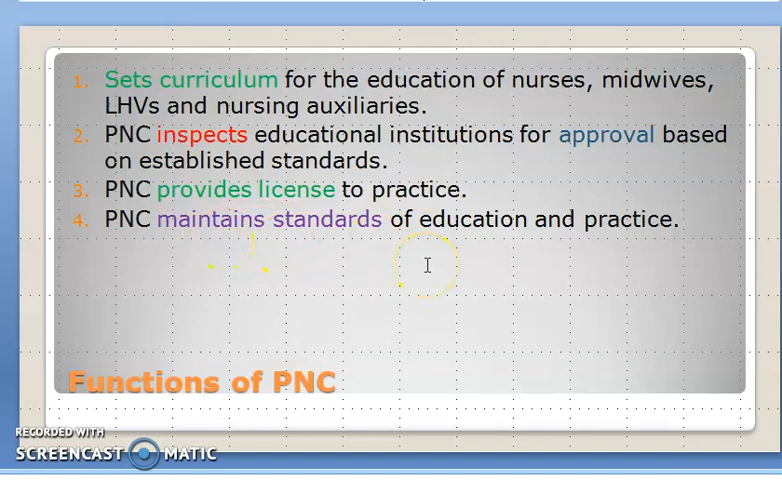 1. Sets curriculum for the education of nurses, midwives,
LHVs and nursing auxiliaries.
2. PNC inspects educational institutions for approval based
on established standards.
3. PNC provides license to practice.
4. PNC maintains standards of education and practice.
Functions of PNC
RECORDED WITH
SCREENCAST MATIC